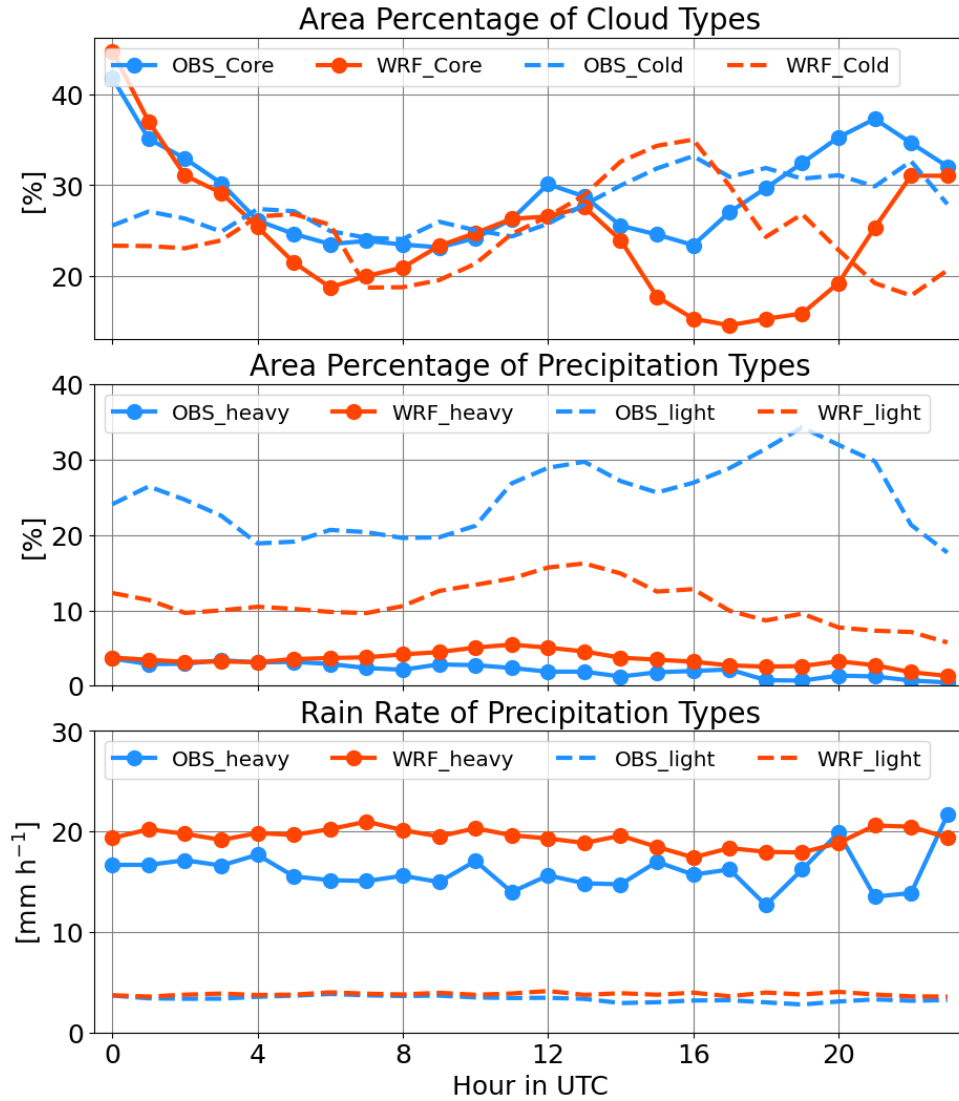 Area Percentage of Cloud Types
OBS_Core WRF_Core OBS_Cold WRF_Cold
40
30
20
[%]
Area Percentage of Precipitation Types
OBS_heavy WRF_heavy OBS_light WRF_light
40
30
20
10
0
[%]
Rain Rate of Precipitation Types
OBS_heavy WRF_heavy OBS_light WRF_light
30
20
10
0
[mm h⁻¹]
0 4 8 12 16 20
Hour in UTC